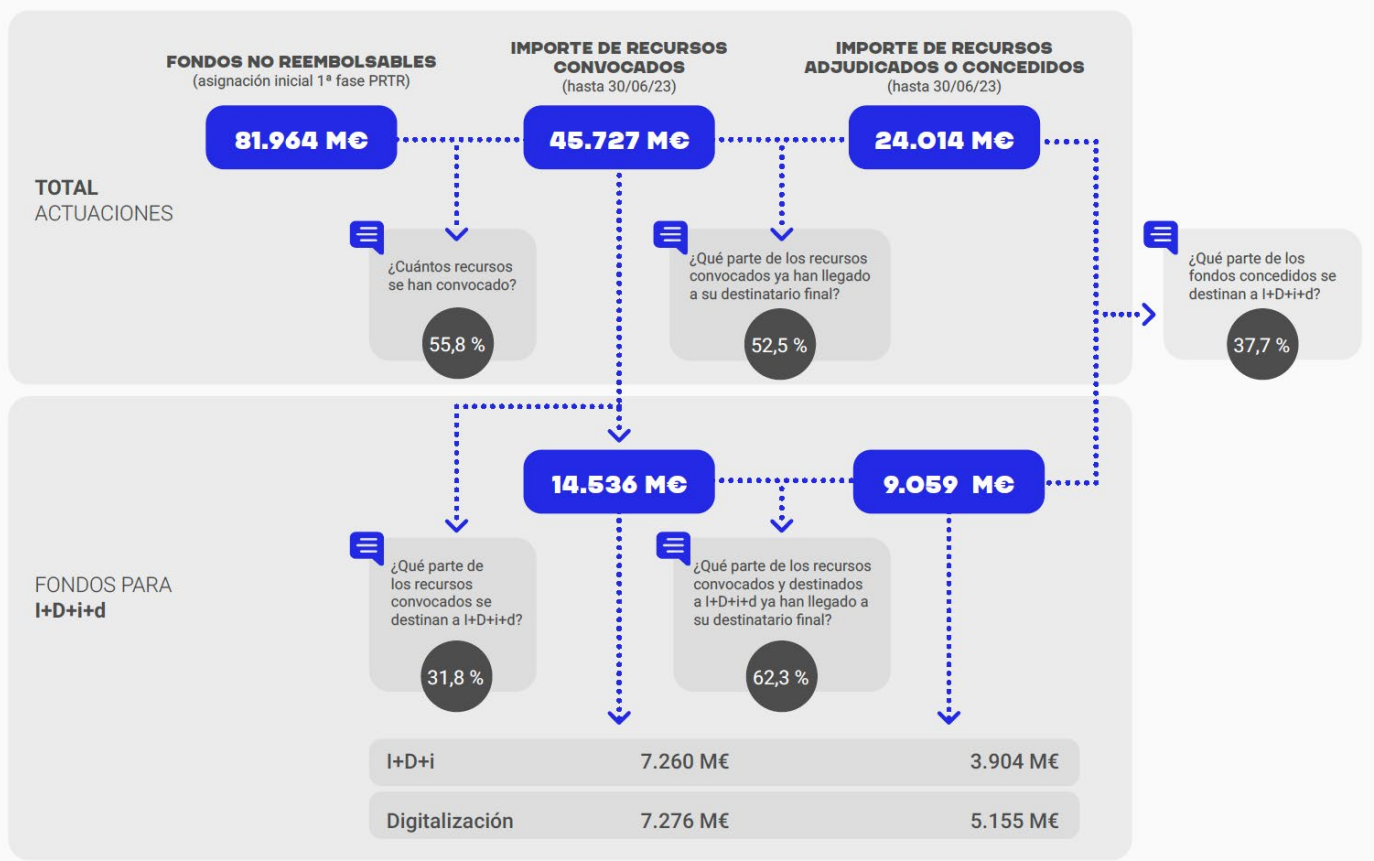 FONDOS NO REEMBOLSABLES
(asignación inicial 1ª fase PRTR)
IMPORTE DE RECURSOS
CONVOCADOS
(hasta 30/06/23)
IMPORTE DE RECURSOS
ADJUDICADOS O CONCEDIDOS
(hasta 30/06/23)
81.964 M€
45.727 M€
24.014 M€
TOTAL
ACTUACIONES
¿Cuántos recursos
se han convocado?
55,8 %
¿Qué parte de los recursos
convocados ya han llegado
a su destinatario final?
52,5 %
¿Qué parte de los
fondos concedidos se
destinan a I+D+i+d?
37,7 %
14.536 M€
9.059 M€
FONDOS PARA
I+D+i+d
¿Qué parte de
los recursos
convocados se
destinan a I+D+i+d?
31,8 %
¿Qué parte de los recursos
convocados y destinados
a I+D+i+d ya han llegado a
su destinatario final?
62,3 %
I+D+i 7.260 M€ 3.904 M€
Digitalización 7.276 M€ 5.155 M€